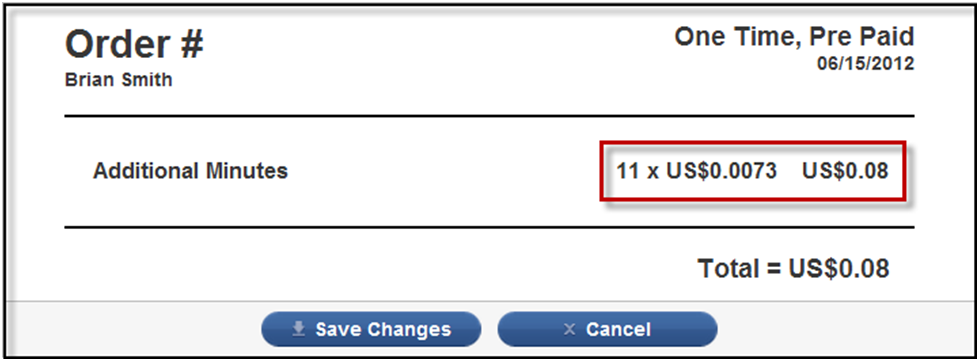 Order #
One Time, Pre Paid
Brian Smith
06/15/2012
Additional Minutes 11 x US$0.0073 US$0.08
Total = US$0.08
Save Changes Cancel